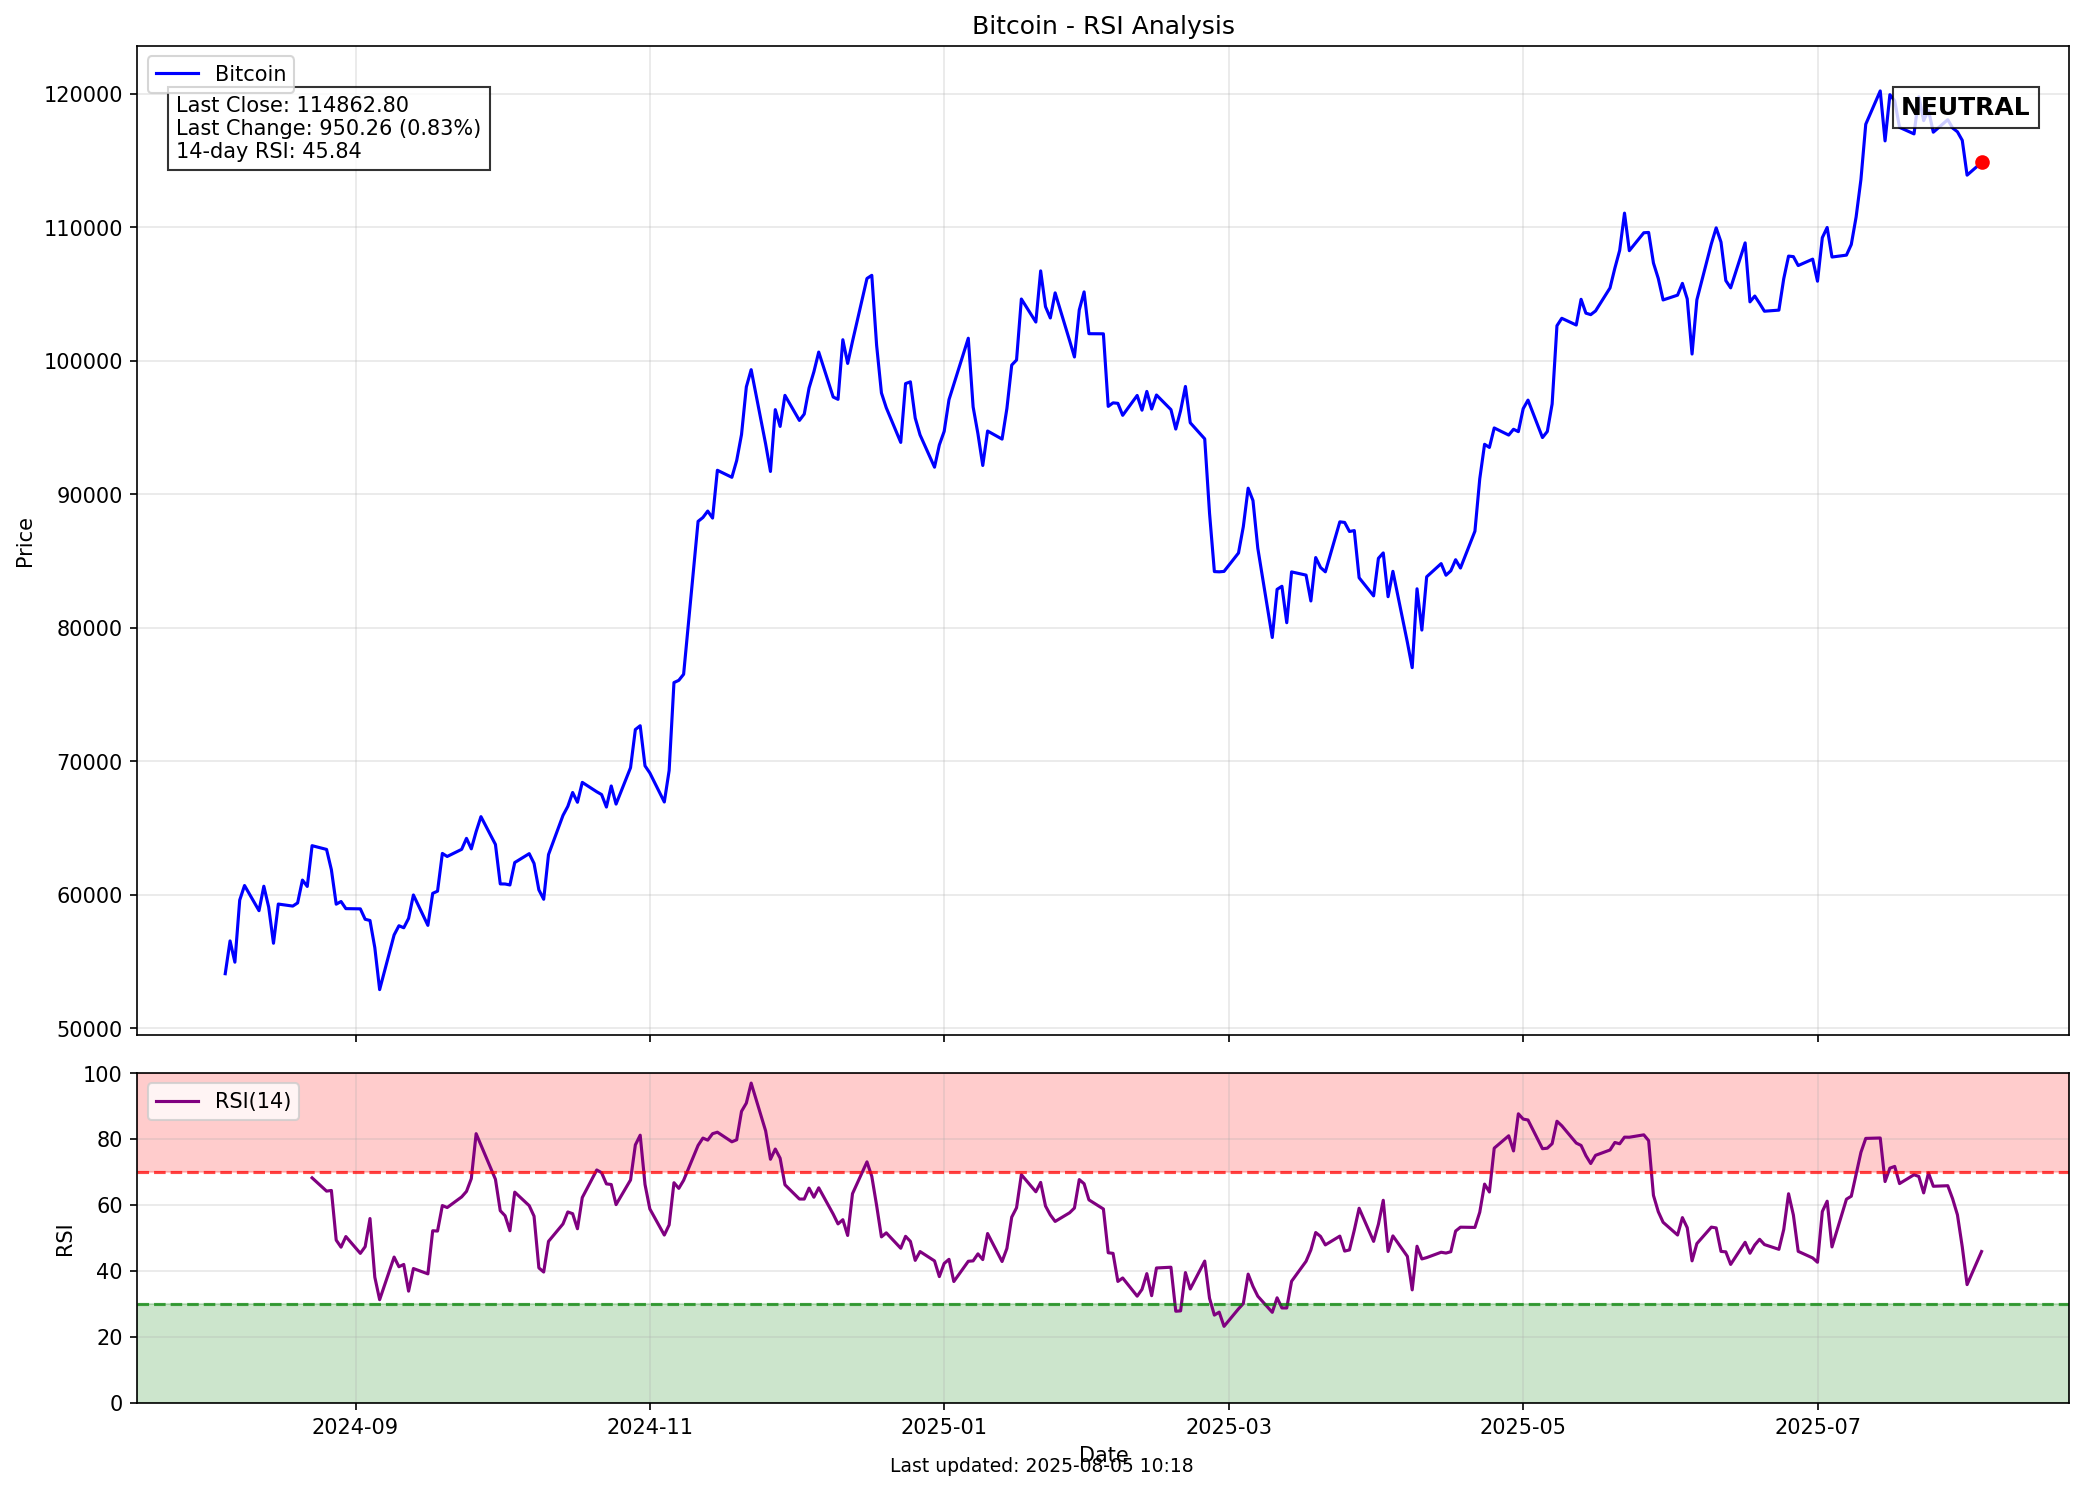 Bitcoin - RSI Analysis
Bitcoin
Last Close: 114862.80
Last Change: 950.26 (0.83%)
14-day RSI: 45.84
NEUTRAL
120000
110000
100000
90000
80000
70000
60000
50000
Price
RSI(14)
100
80
60
40
20
0
RSI
2024-09
2024-11
2025-01
2025-03
2025-05
2025-07
Date
Last updated: 2025-08-05 10:18